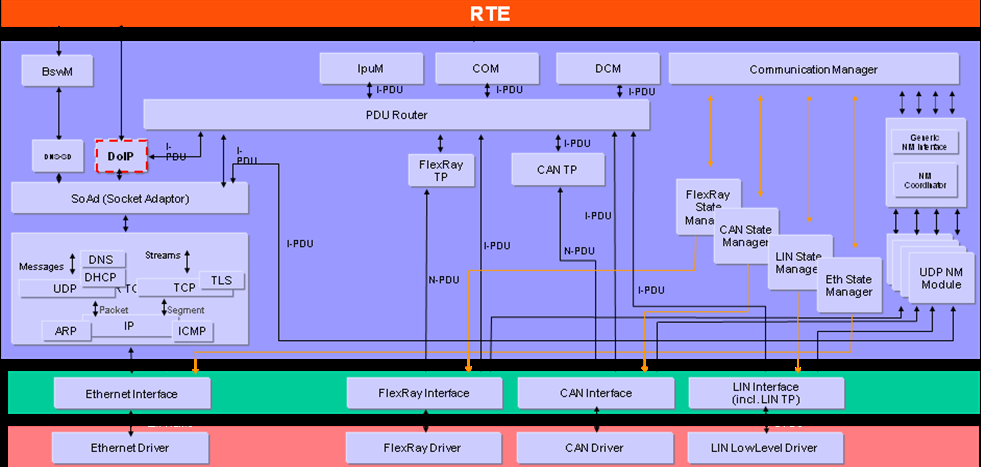 RTE
BswM
IpuM
COM
DCM
Communication Manager
I-PDU
I-PDU
I-PDU
PDU Router
Generic
NM Interface
NM
Coordinator
DoIP
I-
PDU
I-
PDU
FlexRay
TP
I-PDU
CAN TP
SoAd (Socket Adaptor)
FlexRay
State
CAN State
Manager
LIN State
Eth State
Manager
UDP NM
Module
I-PDU
I-PDU
I-PDU
N-PDU
N-PDU
I-PDU
Messages
DNS
DHCP
UDP
Streams
TCP
TLS
Packet
Segment
ARP
IP
ICMP
Ethernet Interface
FlexRay Interface
CAN Interface
LIN Interface
(incl. LIN TP)
Ethernet Driver
FlexRay Driver
CAN Driver
LIN LowLevel Driver